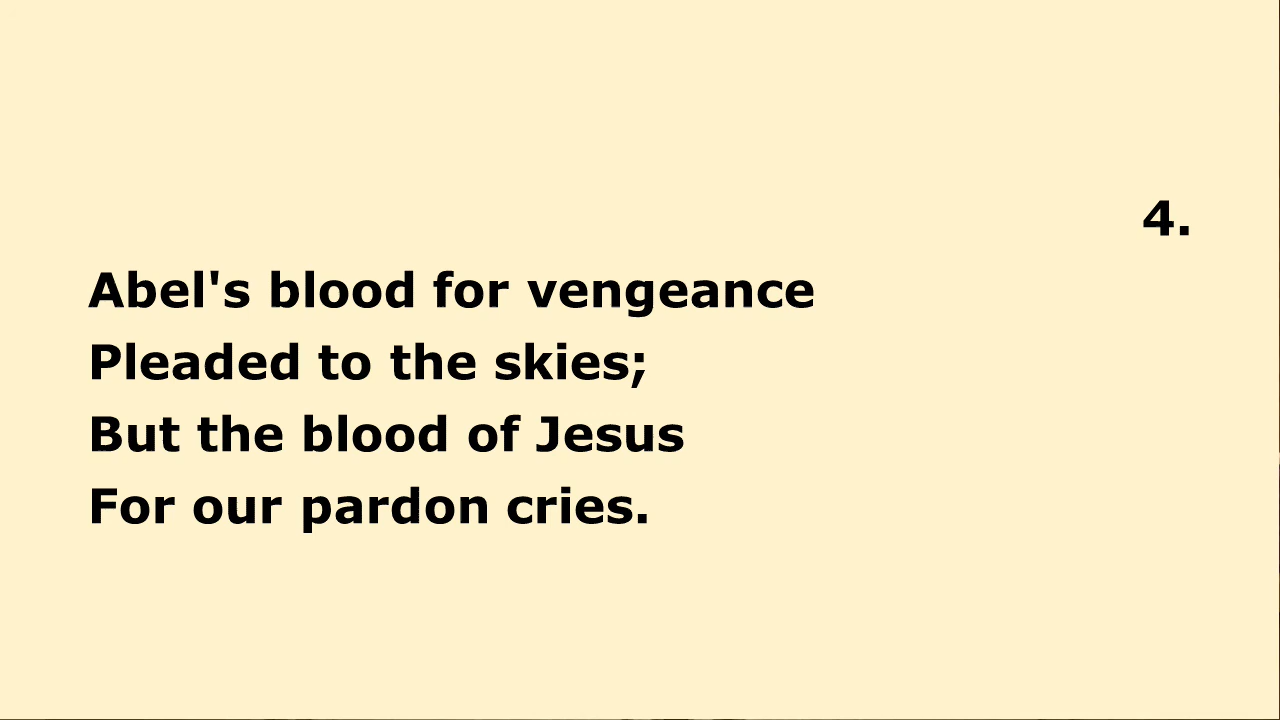 4.
Abel's blood for vengeance
Pleaded to the skies;
But the blood of Jesus
For our pardon cries.